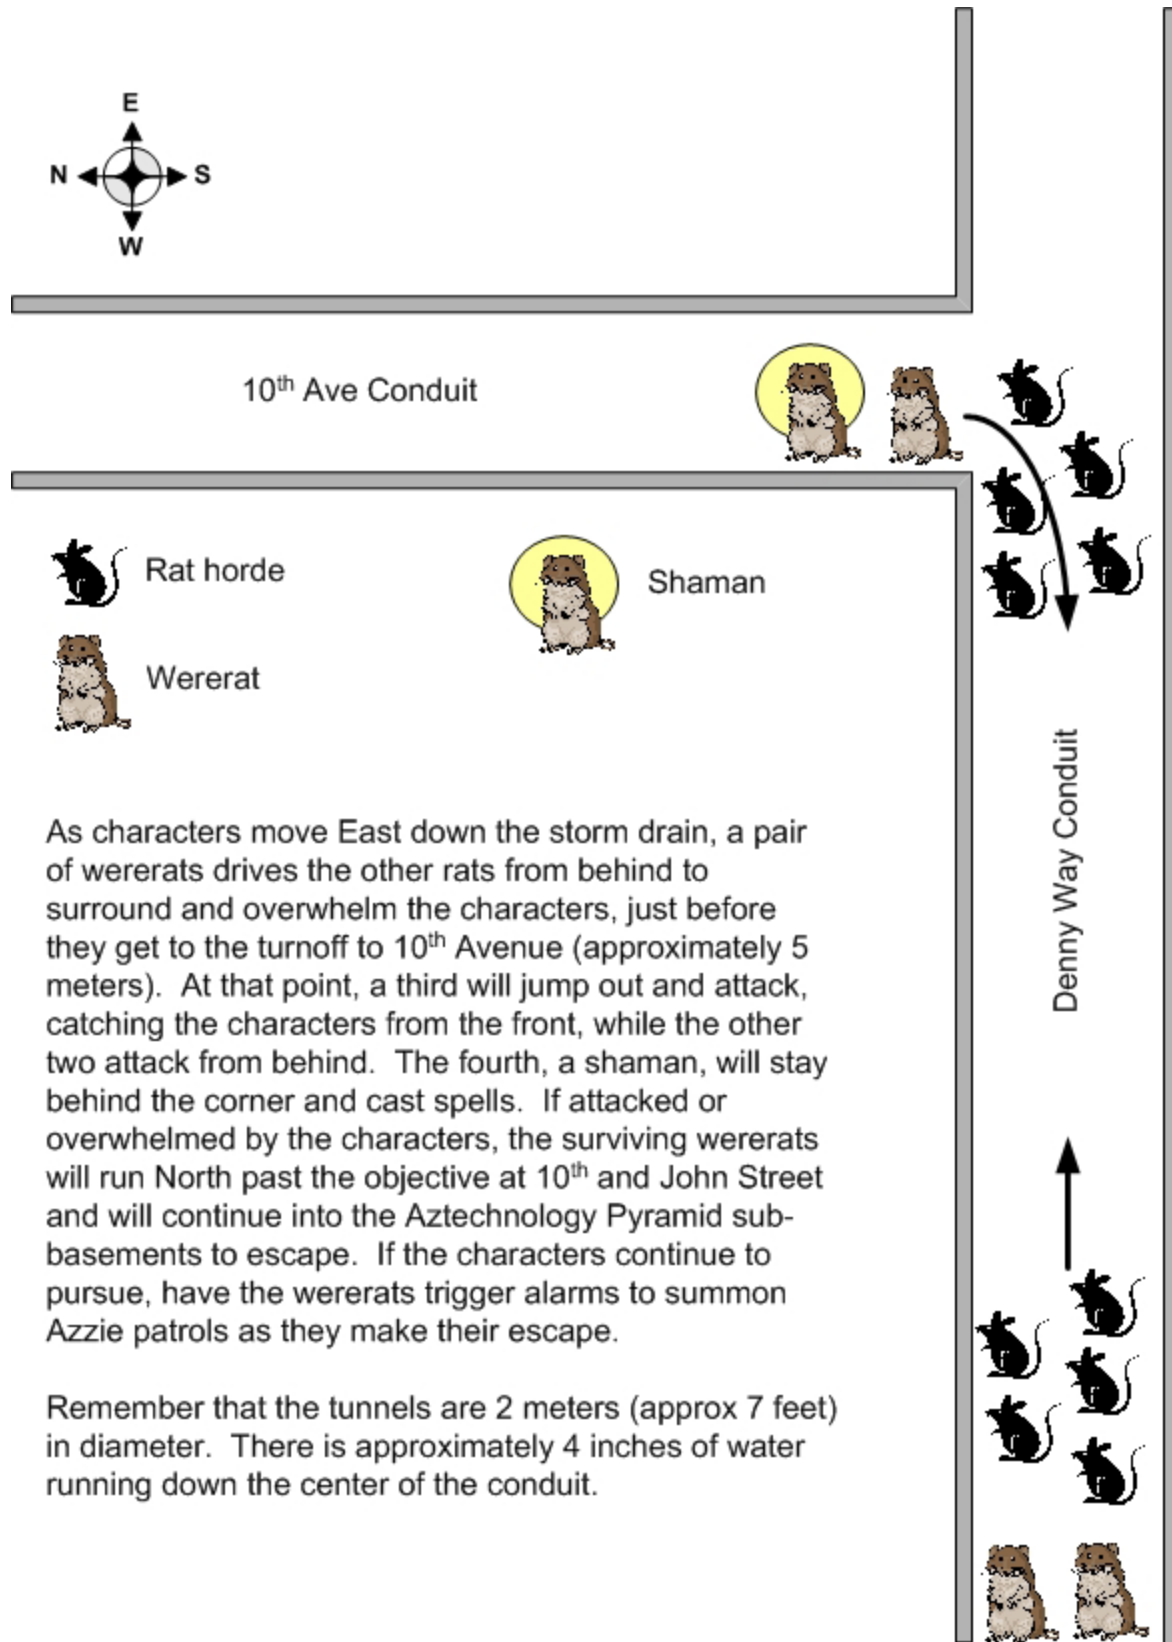 E
N
S
W
10th Ave Conduit
Rat horde
Shaman
Wererat
Denny Way Conduit
As characters move East down the storm drain, a pair
of wererats drives the other rats from behind to
surround and overwhelm the characters, just before
they get to the turnoff to 10th Avenue (approximately 5
meters).  At that point, a third will jump out and attack,
catching the characters from the front, while the other
two attack from behind.  The fourth, a shaman, will stay
behind the corner and cast spells.  If attacked or
overwhelmed by the characters, the surviving wererats
will run North past the objective at 10th and John Street
and will continue into the Aztechnology Pyramid sub-
basements to escape.  If the characters continue to
pursue, have the wererats trigger alarms to summon
Azzie patrols as they make their escape.
Remember that the tunnels are 2 meters (approx 7 feet)
in diameter.  There is approximately 4 inches of water
running down the center of the conduit.